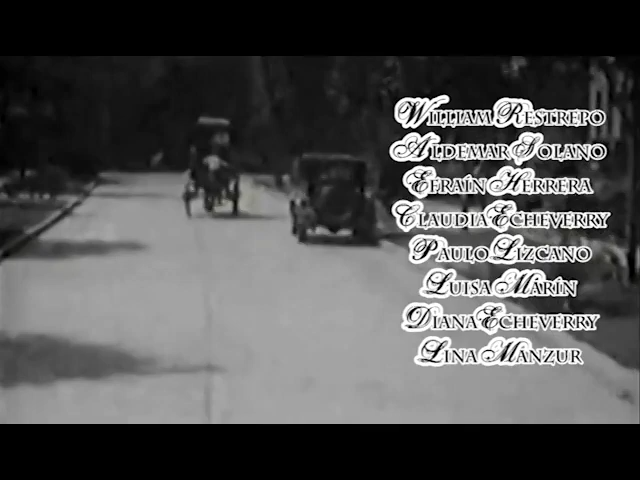 William Restrepo
Aldemar Solano
Efraín Herrera
Claudia Echeverry
Paulo Lizcano
Luisa Marín
Diana Echeverry
Lina Manzur